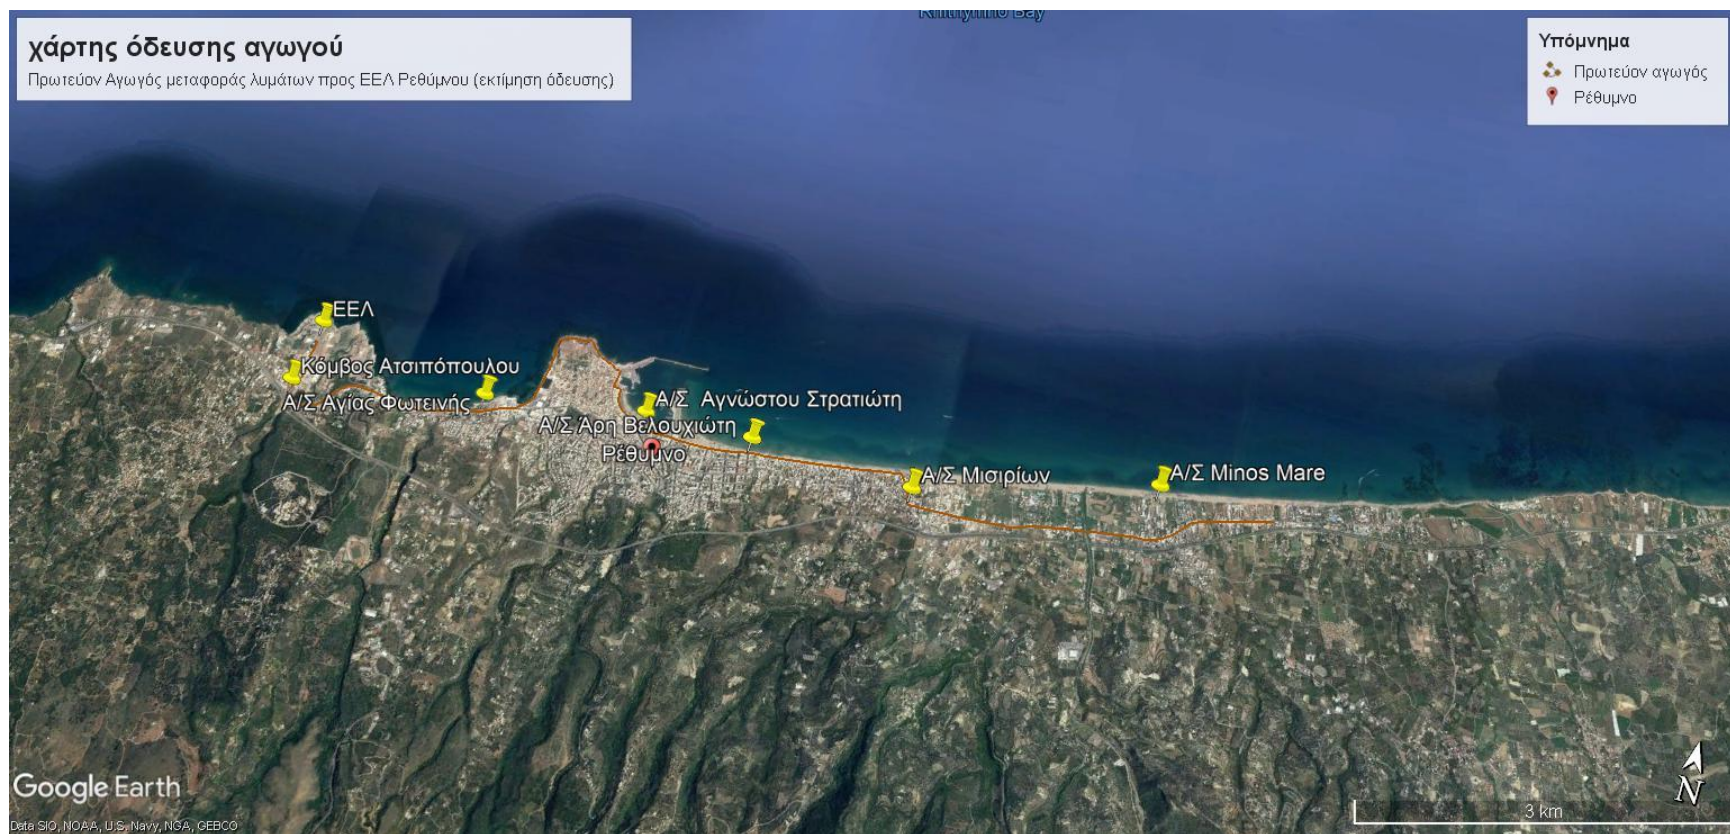 Rhithymno Bay
χάρτης όδευσης αγωγού
Πρωτεύον Αγωγός μεταφοράς λυμάτων προς ΕΕΛ Ρεθύμνου (εκτίμηση όδευσης)
Υπόμνημα
Πρωτεύον αγωγός
Ρέθυμνο
ΕΕΛ
Κόμβος Ατσιπόπουλου
Α/Σ Αγίας Φωτεινής
Α/Σ Αγνώστου Στρατιώτη
Α/Σ Άρη Βελουχιώτη
Ρέθυμνο
Α/Σ Μισιρίων
Α/Σ Minos Mare
Google Earth
Data SIO, NOAA, U.S. Navy, NGA, GEBCO
N
3 km